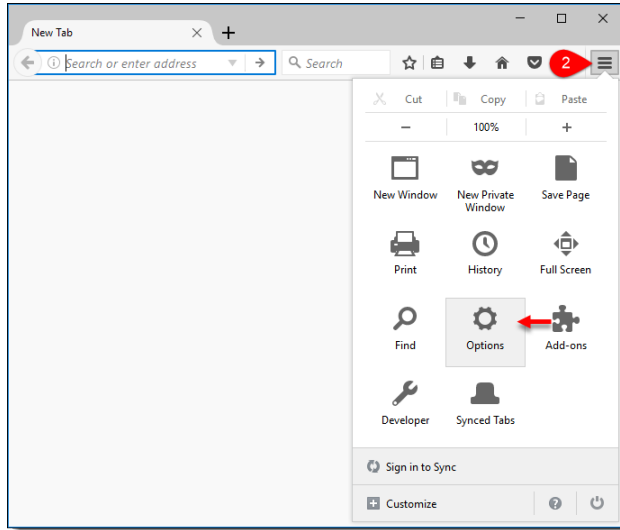 New Tab
Search or enter address
Search
2
Cut
Copy
Paste
100%
New Window
New Private
Window
Save Page
Print
History
Full Screen
Find
Options
Add-ons
Developer
Synced Tabs
Sign in to Sync
Customize